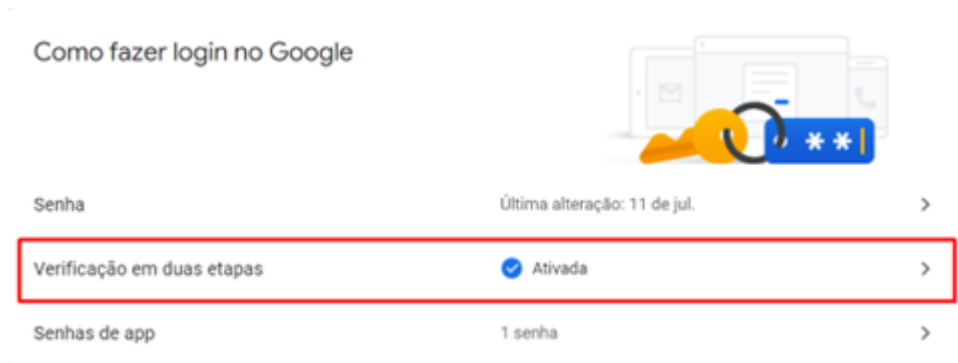 Como fazer login no Google
**
Senha Última alteração: 11 de jul.
Verificação em duas etapas Ativada
Senhas de app 1 senha